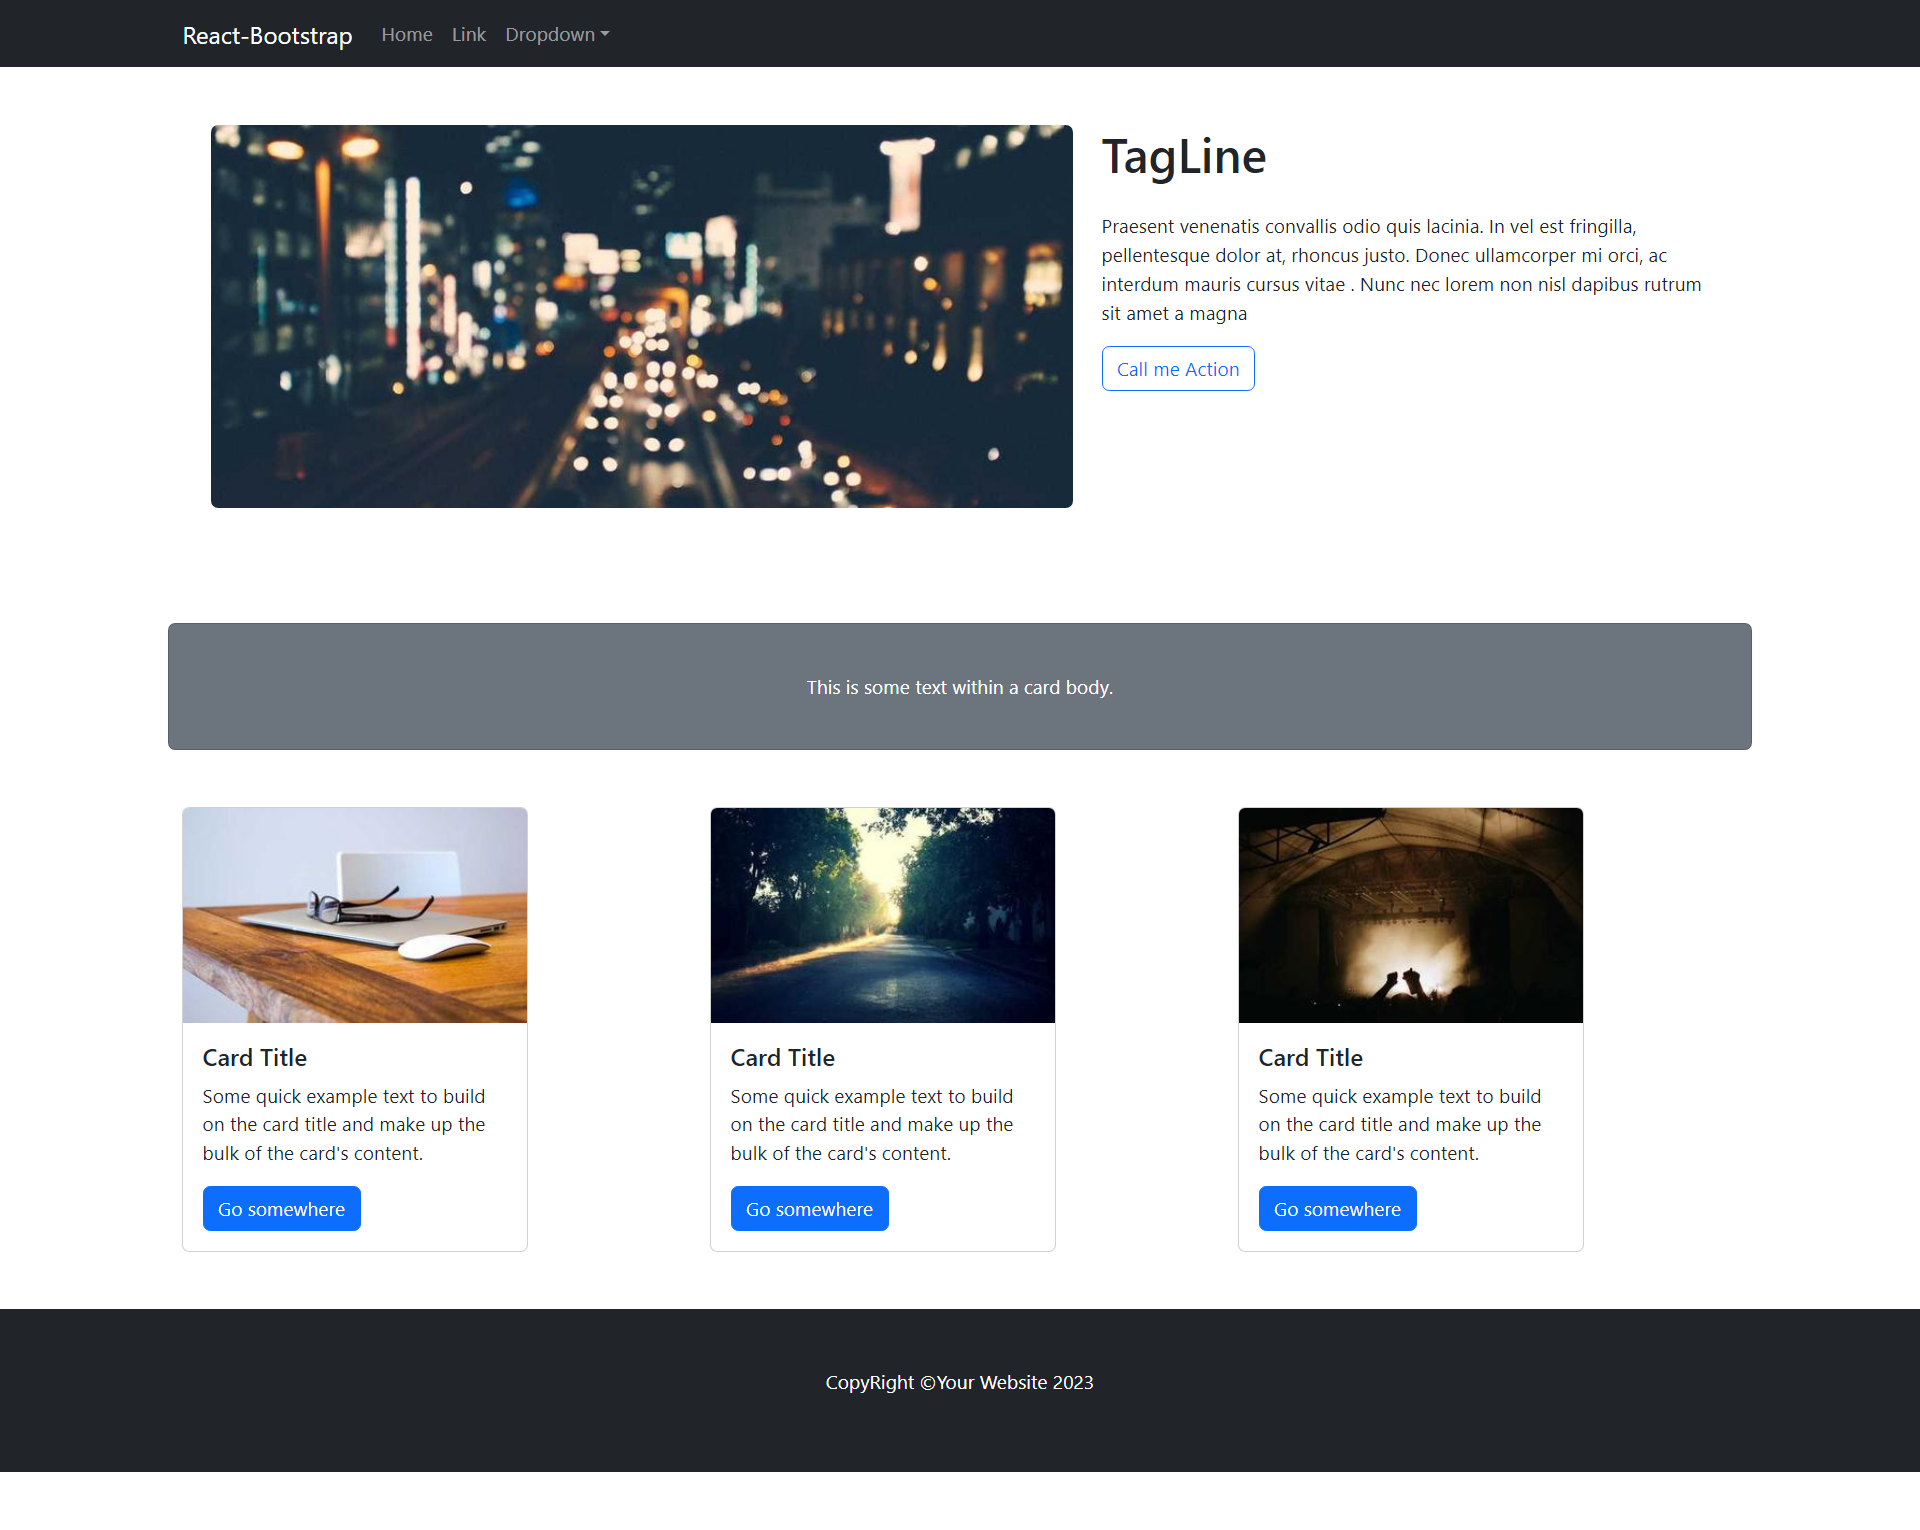 React-Bootstrap Home Link Dropdown
TagLine
Praesent venenatis convallis odio quis lacinia. In vel est fringilla,
pellentesque dolor at, rhoncus justo. Donec ullamcorper mi orci, ac
interdum mauris cursus vitae . Nunc nec lorem non nisl dapibus rutrum
sit amet a magna
Call me Action
This is some text within a card body.
Card Title
Some quick example text to build
on the card title and make up the
bulk of the card's content.
Go somewhere
Card Title
Some quick example text to build
on the card title and make up the
bulk of the card's content.
Go somewhere
Card Title
Some quick example text to build
on the card title and make up the
bulk of the card's content.
Go somewhere
CopyRight ©Your Website 2023